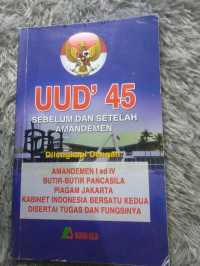 UUD' 45
SEBELUM DAN SETELAH
AMANDEMEN
Dilengkapi Dengan :
AMANDEMEN I sd IV
BUTIR-BUTIR PANCASILA
PIAGAM JAKARTA
KABINET INDONESIA BERSATU KEDUA
DISERTAI TUGAS DAN FUNGSINYA